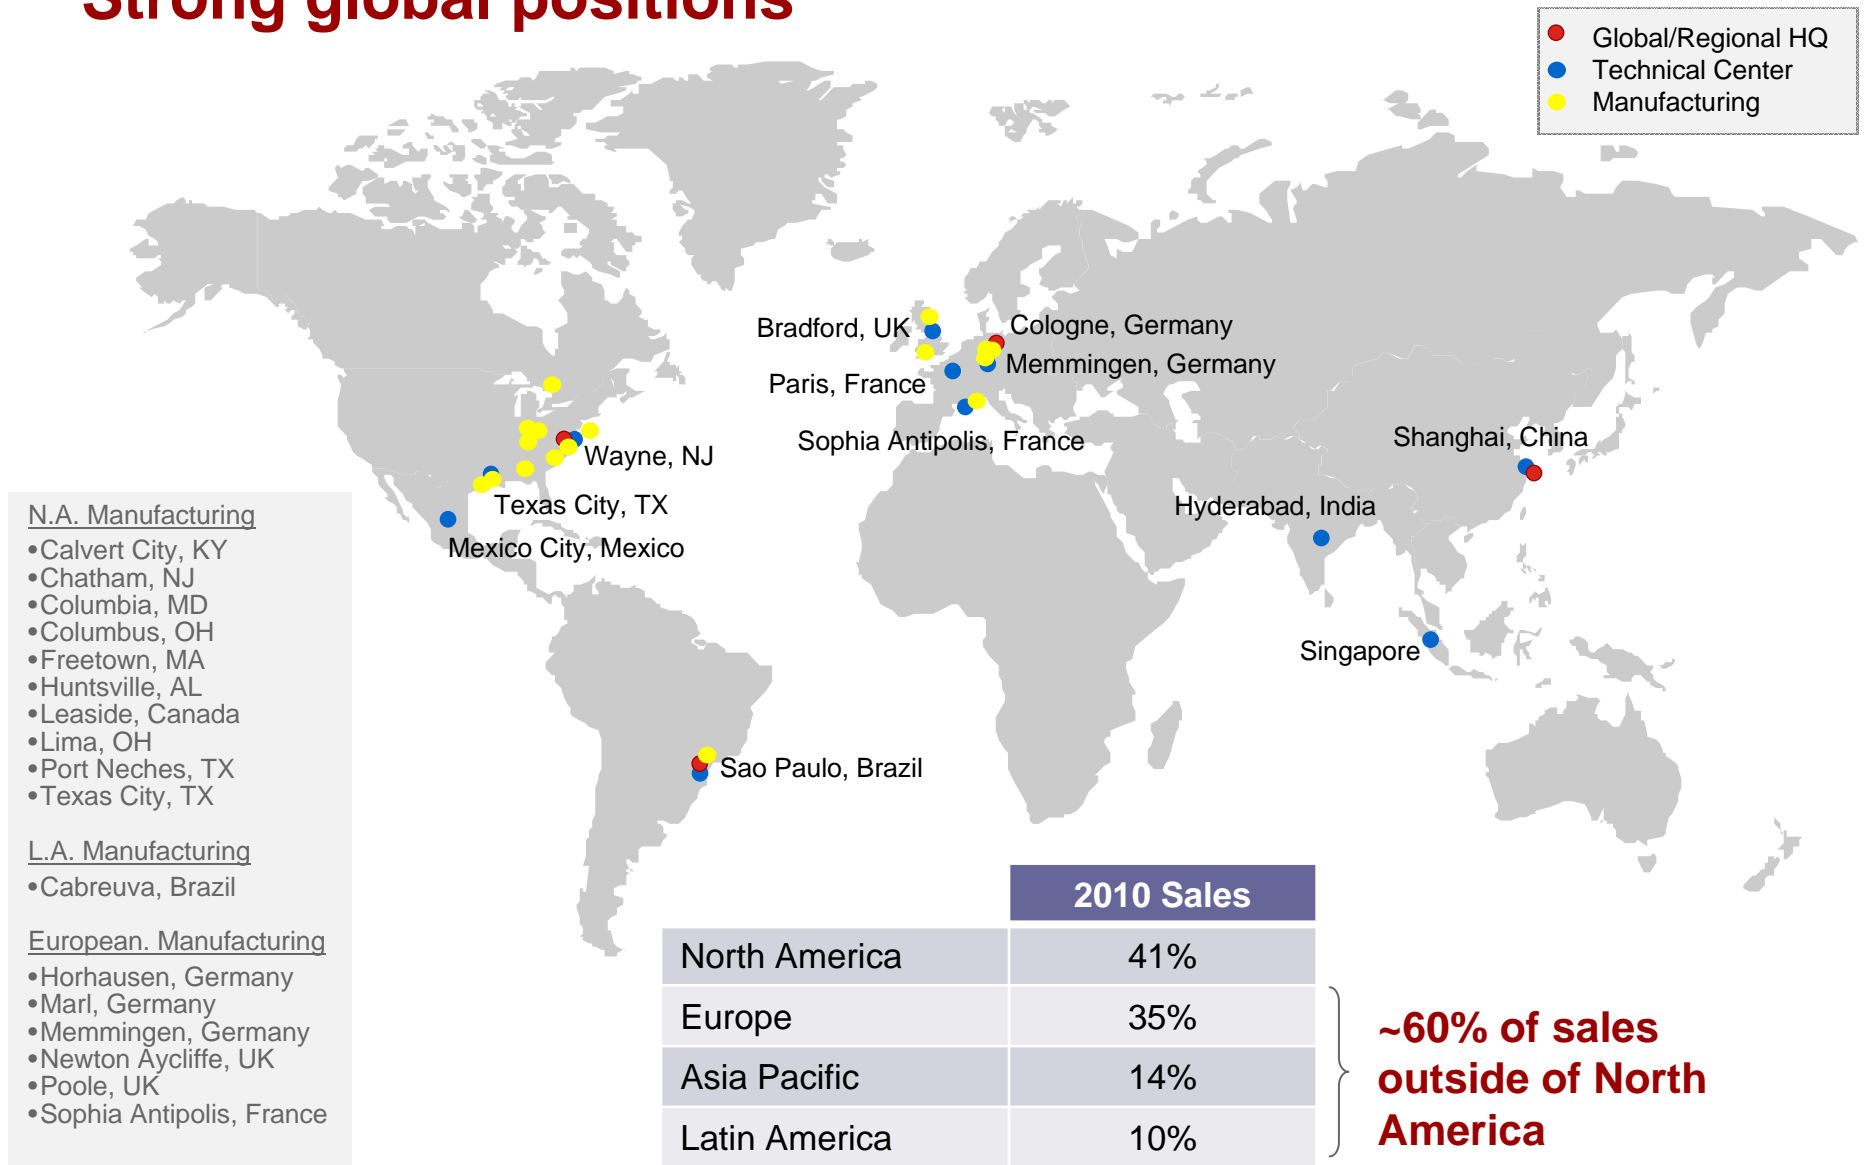 Strong global positions
Global/Regional HQ
Technical Center
Manufacturing
Bradford, UK
Cologne, Germany
Memmingen, Germany
Paris, France
Sophia Antipolis, France
Shanghai, China
Wayne, NJ
Texas City, TX
Hyderabad, India
Mexico City, Mexico
Singapore
Sao Paulo, Brazil
N.A. Manufacturing
•Calvert City, KY
•Chatham, NJ
•Columbia, MD
•Columbus, OH
•Freetown, MA
•Huntsville, AL
•Leaside, Canada
•Lima, OH
•Port Neches, TX
•Texas City, TX
L.A. Manufacturing
•Cabreuva, Brazil
European. Manufacturing
•Horhausen, Germany
•Marl, Germany
•Memmingen, Germany
•Newton Aycliffe, UK
•Poole, UK
•Sophia Antipolis, France
2010 Sales
North America 41%
Europe 35%
Asia Pacific 14%
Latin America 10%
~60% of sales
outside of North
America